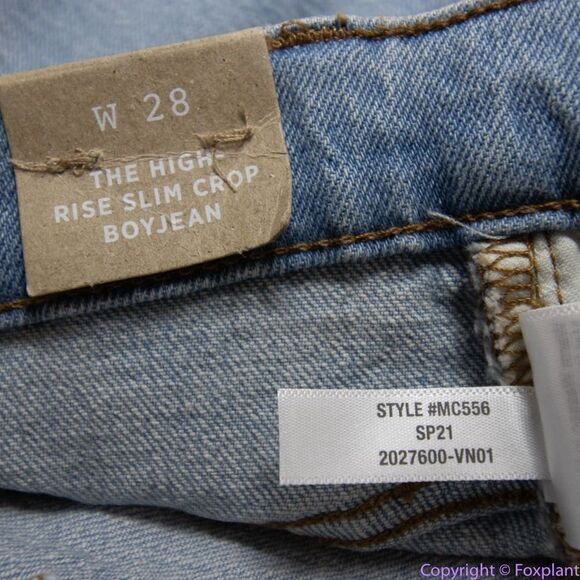 W 28
THE HIGH-
RISE SLIM CROP
BOYJEAN
STYLE #MC556
SP21
2027600-VN01
Copyright © Foxplant